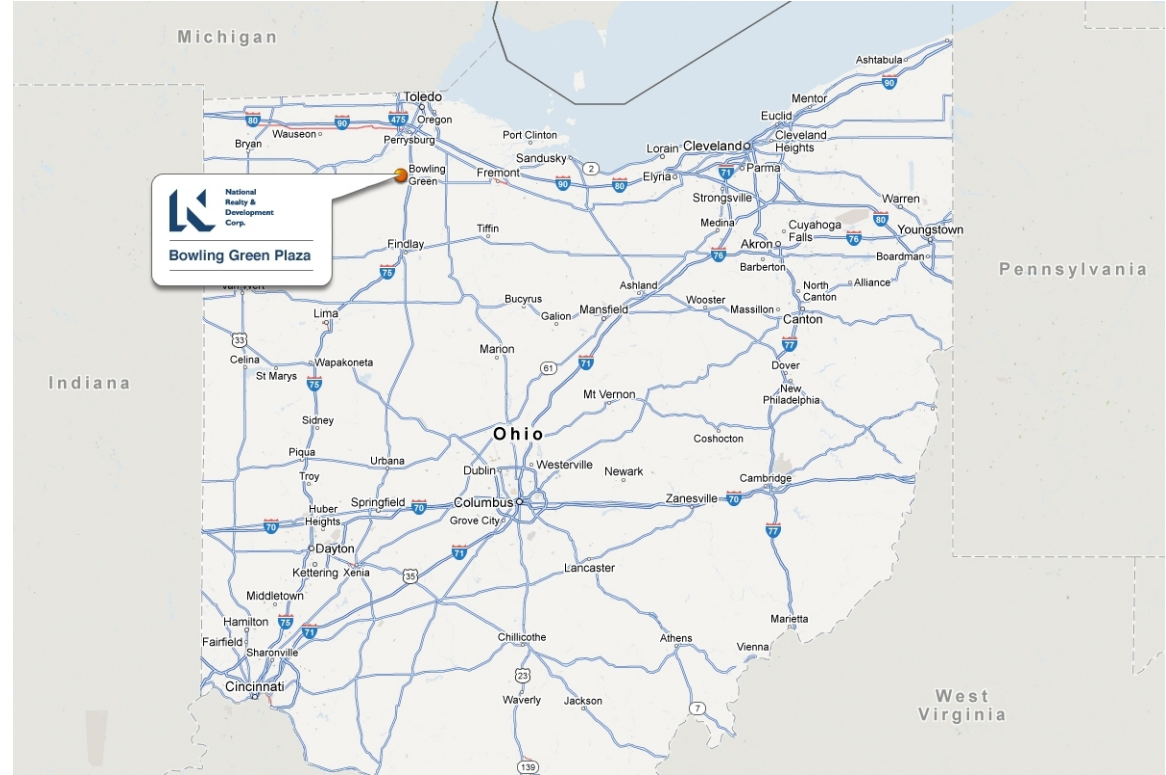 Michigan
Ashtabula
90
Mentor
Toledo
Euclid
475
Oregon
80
90
Wauseon
Perrysburg
Port Clinton
Cleveland
Cleveland
Heights
Bryan
Lorain
Sandusky
2
Parma
Bowling
Green
Fremont
90
80
Elyria
71
Strongsville
National
Realty &
Development
Corp.
Warren
Medina
80
Cuyahoga
Falls
Tiffin
Youngstown
76
Findlay
Akron
Bowling Green Plaza
76
Boardman
Barberton
Pennsylvania
75
Alliance
Van Wert
Ashland
North
Canton
Bucyrus
Wooster
Massillon
Lima
Galion
Mansfield
Canton
33
77
Marion
Celina
Wapakoneta
61
71
Dover
St Marys
Indiana
75
New
Philadelphia
Mt Vernon
Sidney
Ohio
Coshocton
Piqua
Urbana
Dublin
Westerville
Newark
Troy
Cambridge
Springfield
70
Columbus
Zanesville
70
Huber
Heights
Grove City
70
77
Dayton
71
Kettering
Xenia
35
Lancaster
Middletown
Hamilton
75
71
Marietta
Fairfield
Chillicothe
Athens
Vienna
Sharonville
23
Cincinnati
Waverly
Jackson
West
Virginia
7
139